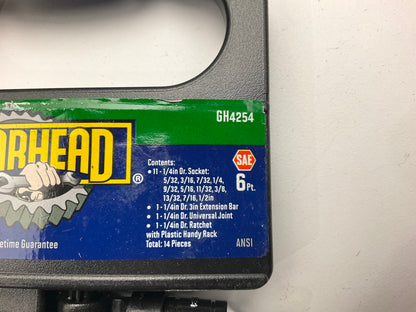 GH4254
ARHEAD
®
Contents:
• 11 - 1/4in Dr. Socket:
5/32, 3/16, 7/32, 1/4,
9/32, 5/16, 11/32, 3/8,
13/32, 7/16, 1/2in
• 1 - 1/4in Dr. 3in Extension Bar
• 1 - 1/4in Dr. Universal Joint
• 1 - 1/4in Dr. Ratchet
with Plastic Handy Rack
Total: 14 Pieces
SAE
6 Pt.
etime Guarantee
ANSI